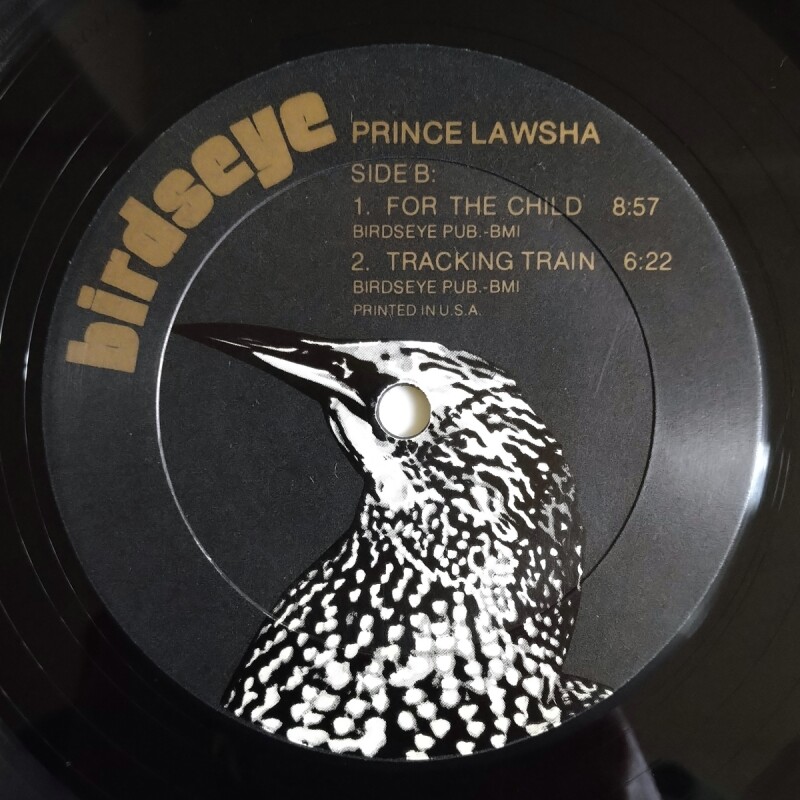 birdseye
PRINCE LAWSHA
SIDE B:
1. FOR THE CHILD 8:57
BIRDSEYE PUB.-BMI
2. TRACKING TRAIN 6:22
BIRDSEYE PUB.-BMI
PRINTED IN U.S.A.